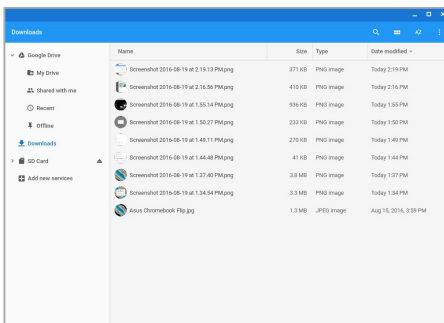 Downloads
Google Drive
My Drive
Shared with me
Recent
Offline
Downloads
SD Card
Add new services
Name Size Type Date modified
Screenshot 2016-08-19 at 2.19.13 PM.png 371 KB PNG image Today 2:19 PM
Screenshot 2016-08-19 at 2.16.56 PM.png 410 KB PNG image Today 2:16 PM
Screenshot 2016-08-19 at 1.55.14 PM.png 936 KB PNG image Today 1:55 PM
Screenshot 2016-08-19 at 1.50.27 PM.png 233 KB PNG image Today 1:50 PM
Screenshot 2016-08-19 at 1.49.11 PM.png 270 KB PNG image Today 1:49 PM
Screenshot 2016-08-19 at 1.44.48 PM.png 41 KB PNG image Today 1:44 PM
Screenshot 2016-08-19 at 1.37.40 PM.png 3.8 MB PNG image Today 1:37 PM
Screenshot 2016-08-19 at 1.34.54 PM.png 3.3 MB PNG image Today 1:34 PM
Asus Chromebook Flip.jpg 1.3 MB JPEG image Aug 15, 2016, 3:59 PM